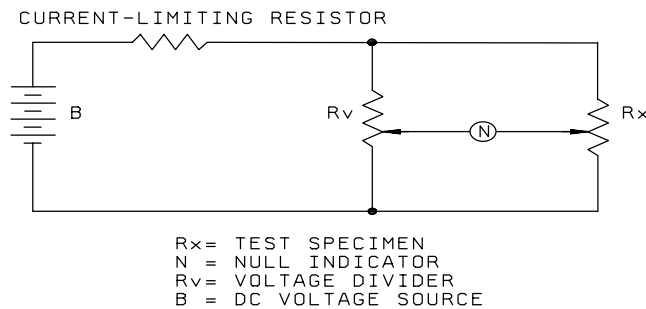 CURRENT-LIMITING RESISTOR
B
Rv
N
Rx
Rx= TEST SPECIMEN
N = NULL INDICATOR
Rv= VOLTAGE DIVIDER
B = DC VOLTAGE SOURCE